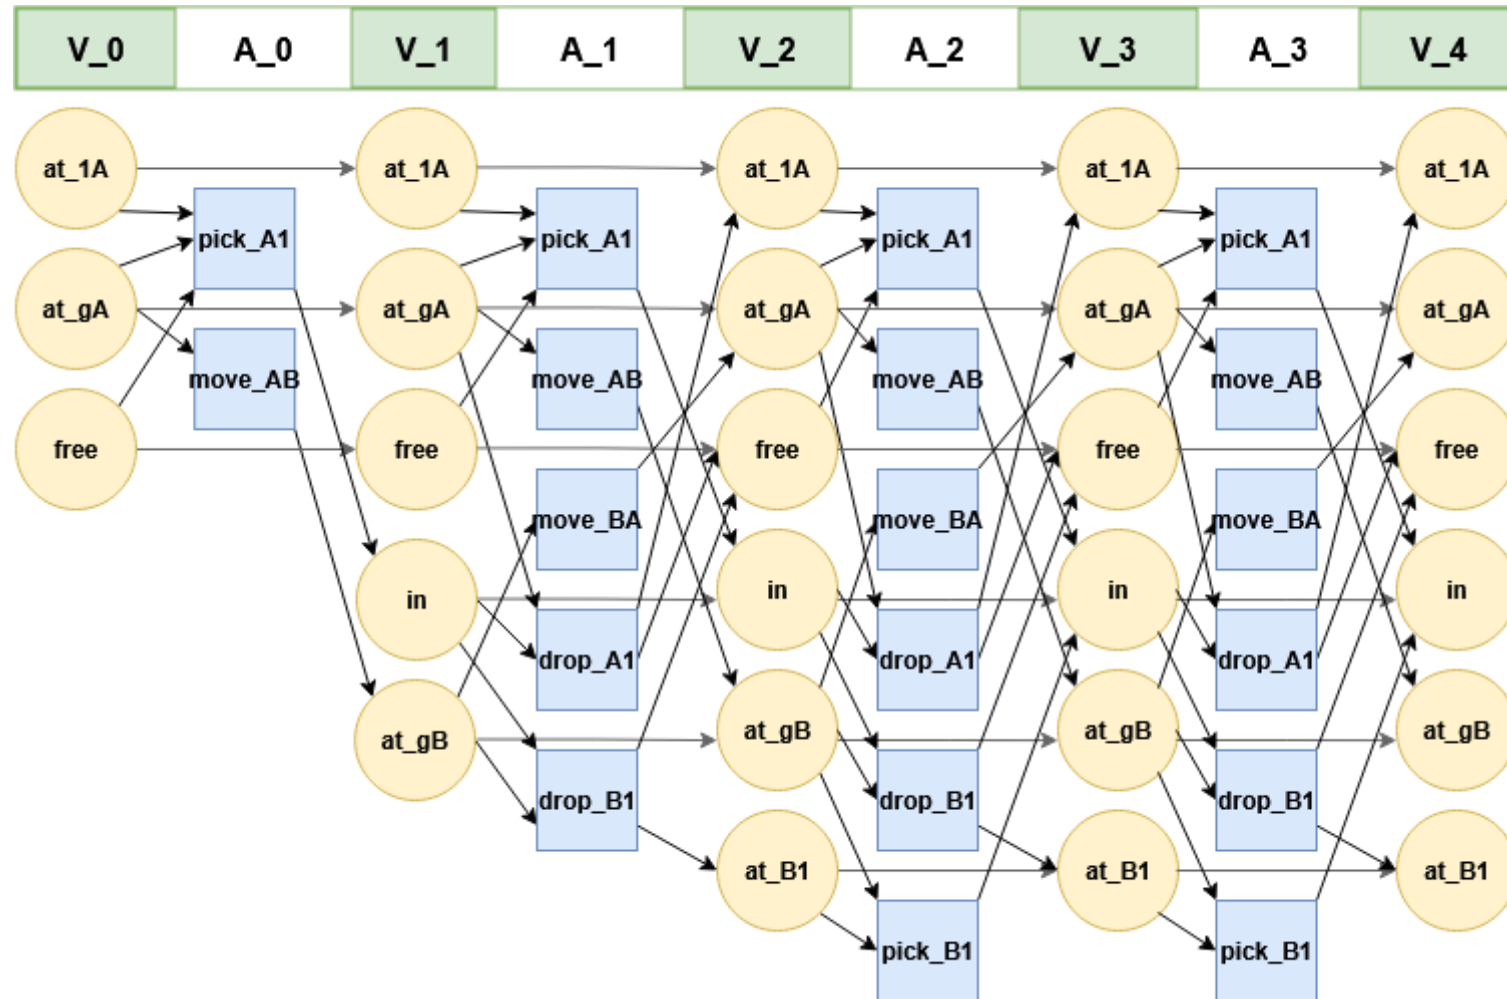 V_0 A_0 V_1 A_1 V_2 A_2 V_3 A_3 V_4
at_1A at_1A at_1A at_1A at_1A
pick_A1 pick_A1 pick_A1 pick_A1
at_gA at_gA at_gA at_gA at_gA
move_AB move_AB move_AB move_AB
free free free free free
move_BA move_BA move_BA
in in in in
drop_A1 drop_A1 drop_A1
at_gB at_gB at_gB at_gB
drop_B1 drop_B1 drop_B1
at_B1 at_B1 at_B1
pick_B1 pick_B1